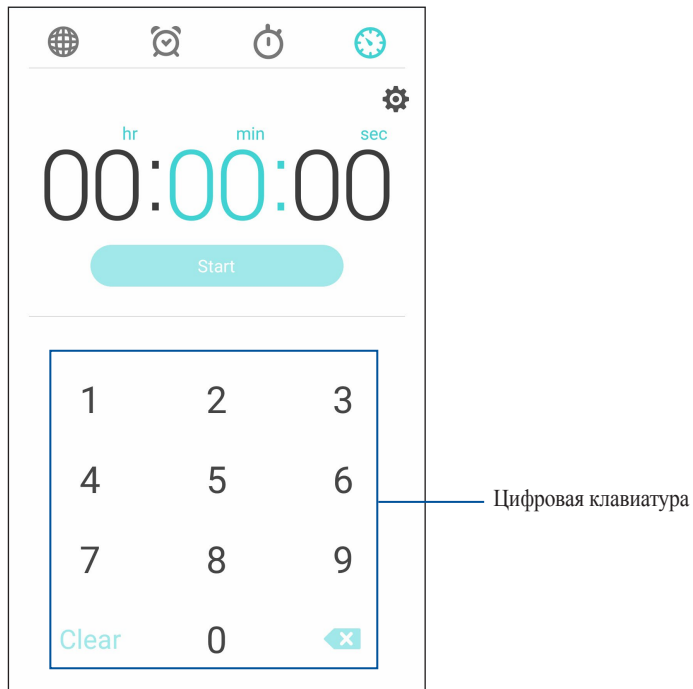 hr min sec
00:00:00
Start
1 2 3
4 5 6
Цифровая клавиатура
7 8 9
Clear 0